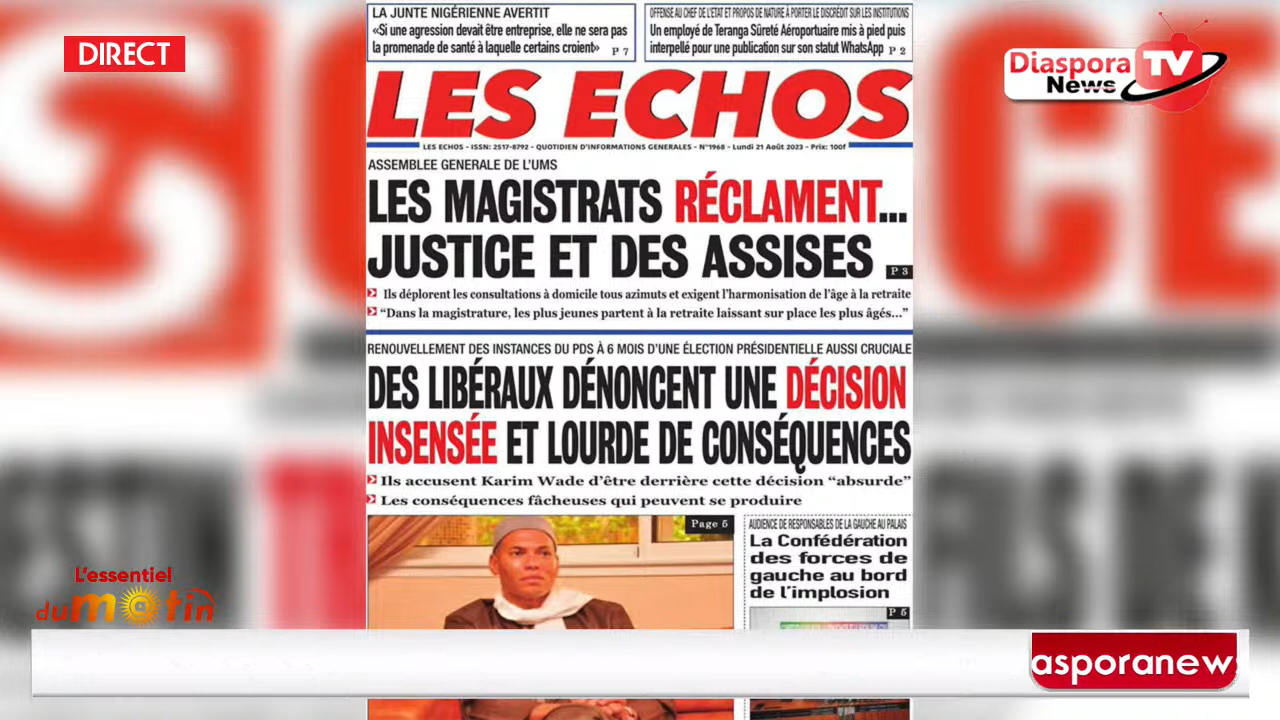 DIRECT
LA JUNTE NIGÉRIENNE AVERTIT
«Si une agression devait être entreprise, elle ne sera pas
la promenade de santé à laquelle certains croient» P 7
OFFENSE AU CHEF DE L'ETAT ET PROPOS DE NATURE À PORTER LE DISCRÉDIT SUR LES INSTITUTIONS
Un employé de Teranga Sûreté Aéroportuaire mis à pied puis
interpellé pour une publication sur son statut WhatsApp P 2
Diaspora TV
News
LES ECHOS
LES ECHOS - ISSN: 2517-8792 - QUOTIDIEN D'INFORMATIONS GENERALES - N°1968 - Lundi 21 Août 2023 - Prix: 100f
ASSEMBLEE GENERALE DE L'UMS
LES MAGISTRATS RÉCLAMENT...
JUSTICE ET DES ASSISES P 3
Ils déplorent les consultations à domicile tous azimuts et exigent l'harmonisation de l'âge à la retraite
“Dans la magistrature, les plus jeunes partent à la retraite laissant sur place les plus âgés...”
RENOUVELLEMENT DES INSTANCES DU PDS À 6 MOIS D'UNE ÉLECTION PRÉSIDENTIELLE AUSSI CRUCIALE
DES LIBÉRAUX DÉNONCENT UNE DÉCISION
INSENSÉE ET LOURDE DE CONSÉQUENCES
Ils accusent Karim Wade d'être derrière cette décision “absurde”
Les conséquences fâcheuses qui peuvent se produire
Page 5
AUDIENCE DE RESPONSABLES DE LA GAUCHE AU PALAIS
La Confédération
des forces de
gauche au bord
de l'implosion
P 5
L'essentiel
du m@tin
asporanews